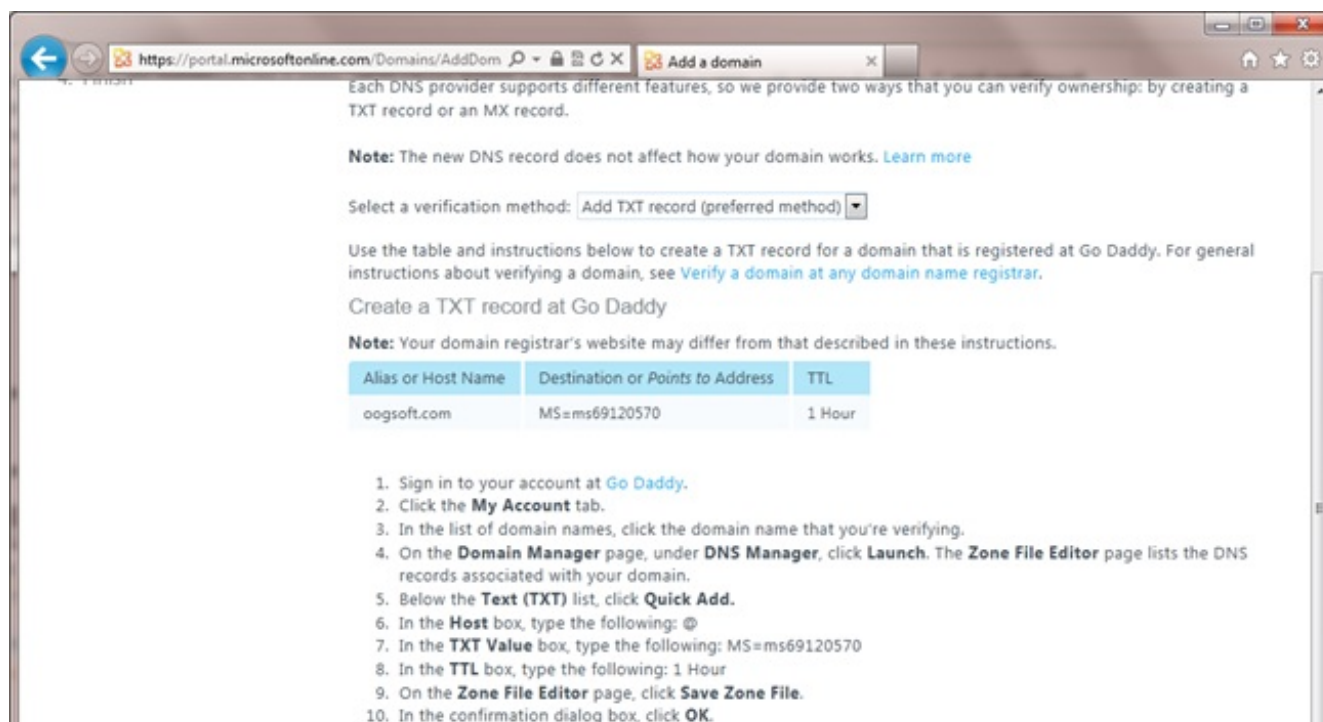 https://portal.microsoftonline.com/Domains/AddDom
Add a domain
4. Finish
Each DNS provider supports different features, so we provide two ways that you can verify ownership: by creating a
TXT record or an MX record.
Note: The new DNS record does not affect how your domain works. Learn more
Select a verification method: Add TXT record (preferred method)
Use the table and instructions below to create a TXT record for a domain that is registered at Go Daddy. For general
instructions about verifying a domain, see Verify a domain at any domain name registrar.
Create a TXT record at Go Daddy
Note: Your domain registrar's website may differ from that described in these instructions.
Alias or Host Name Destination or Points to Address TTL
oogsoft.com MS=ms69120570 1 Hour
1. Sign in to your account at Go Daddy.
2. Click the My Account tab.
3. In the list of domain names, click the domain name that you're verifying.
4. On the Domain Manager page, under DNS Manager, click Launch. The Zone File Editor page lists the DNS
records associated with your domain.
5. Below the Text (TXT) list, click Quick Add.
6. In the Host box, type the following: @
7. In the TXT Value box, type the following: MS=ms69120570
8. In the TTL box, type the following: 1 Hour
9. On the Zone File Editor page, click Save Zone File.
10. In the confirmation dialog box, click OK.